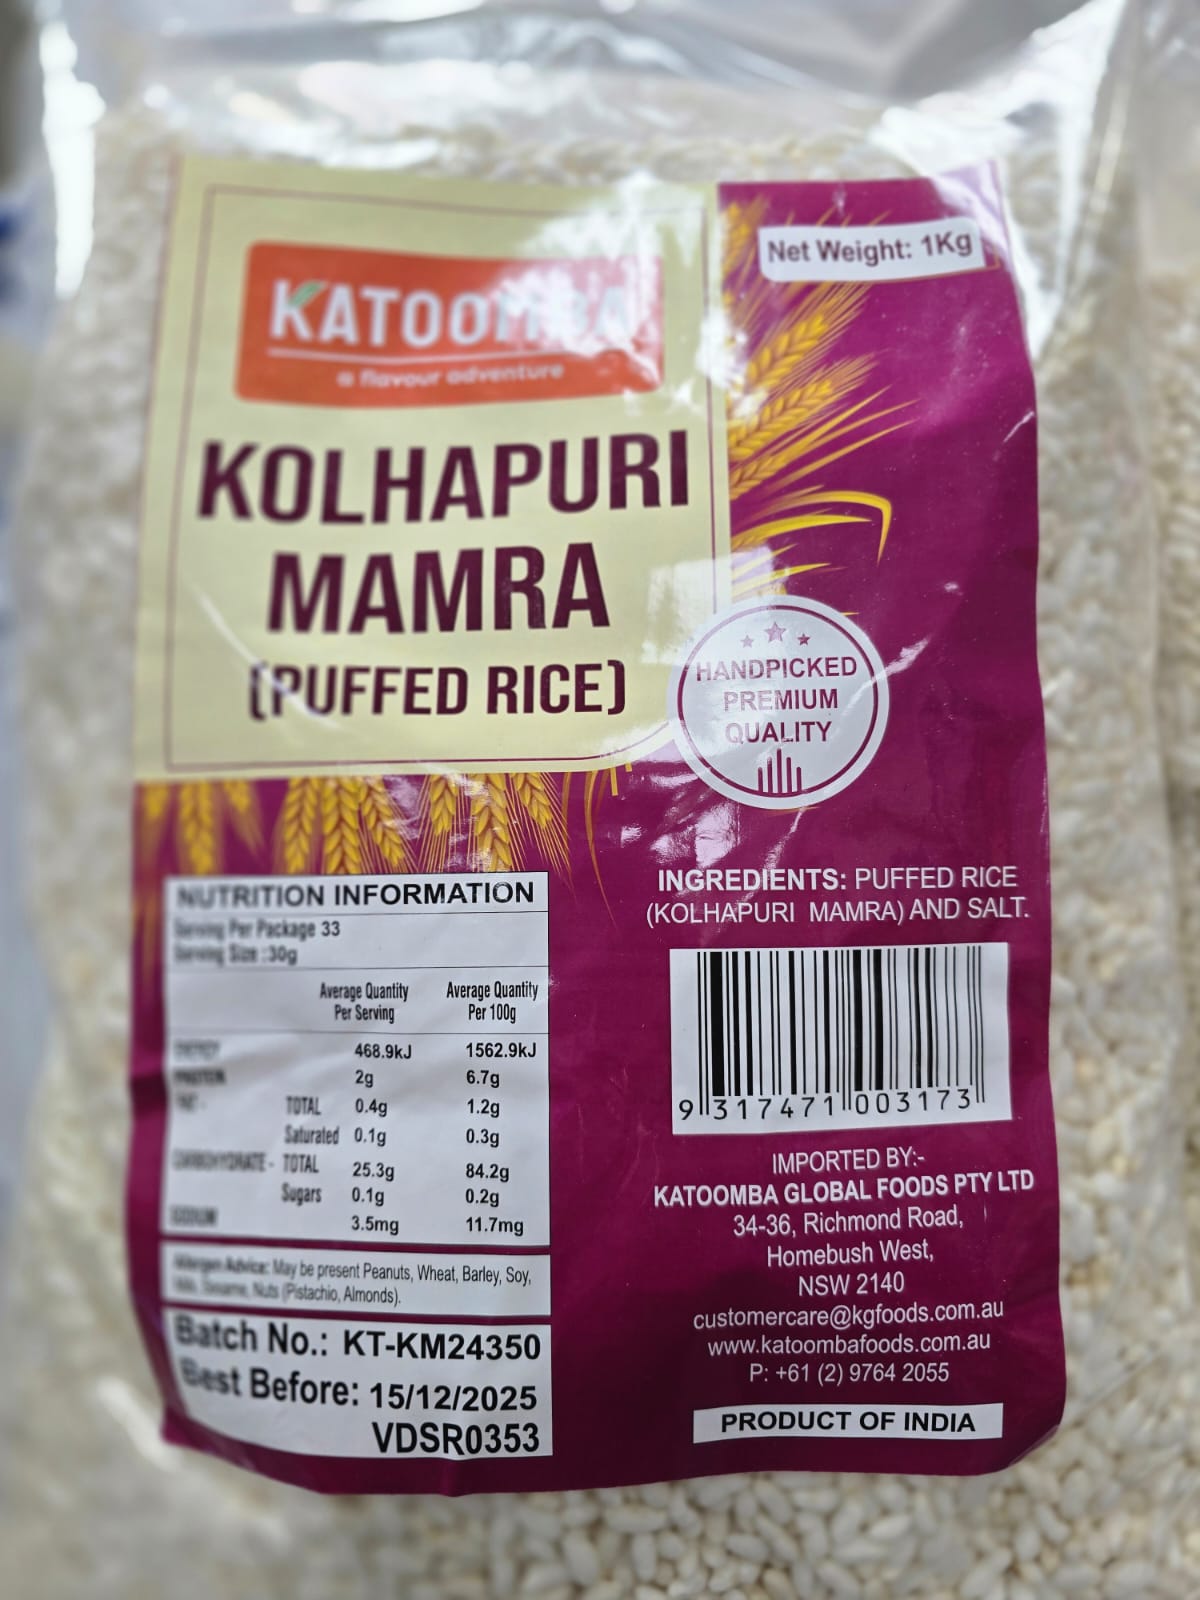 Net Weight: 1Kg
KATOOMBA
a flavour adventure
KOLHAPURI
MAMRA
(PUFFED RICE)
HANDPICKED
PREMIUM
QUALITY
NUTRITION INFORMATION
Serving Per Package 33
Serving Size :30g
Average Quantity Per Serving Average Quantity Per 100g
ENERGY 468.9kJ 1562.9kJ
PROTEIN 2g 6.7g
FAT - TOTAL 0.4g 1.2g
Saturated 0.1g 0.3g
CARBOHYDRATE - TOTAL 25.3g 84.2g
Sugars 0.1g 0.2g
SODIUM 3.5mg 11.7mg
Allergen Advice: May be present Peanuts, Wheat, Barley, Soy,
Milk, Sesame, Nuts (Pistachio, Almonds).
Batch No.: KT-KM24350
Best Before: 15/12/2025
VDSR0353
INGREDIENTS: PUFFED RICE
(KOLHAPURI MAMRA) AND SALT.
9 317471 003173
IMPORTED BY:-
KATOOMBA GLOBAL FOODS PTY LTD
34-36, Richmond Road,
Homebush West,
NSW 2140
customercare@kgfoods.com.au
www.katoombafoods.com.au
P: +61 (2) 9764 2055
PRODUCT OF INDIA